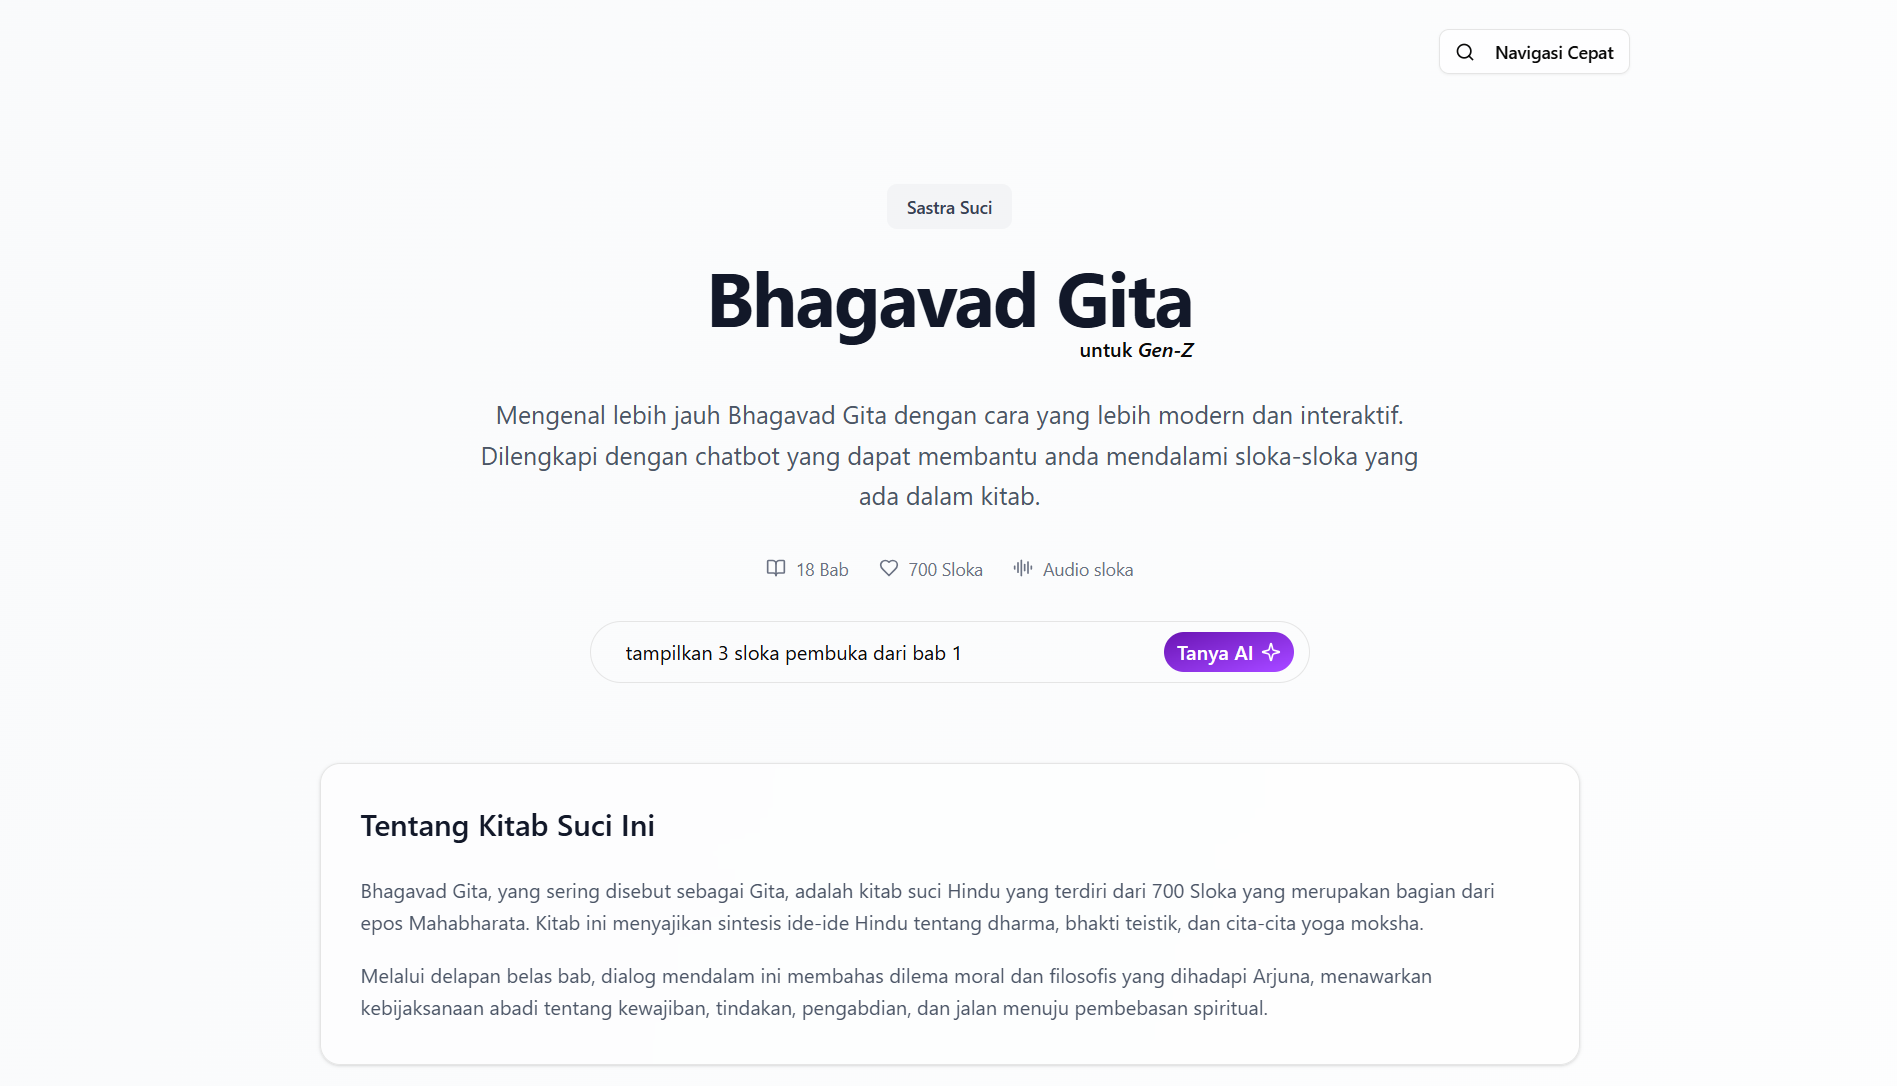 Navigasi Cepat
Sastra Suci
Bhagavad Gita
untuk Gen-Z
Mengenal lebih jauh Bhagavad Gita dengan cara yang lebih modern dan interaktif.
Dilengkapi dengan chatbot yang dapat membantu anda mendalami sloka-sloka yang
ada dalam kitab.
18 Bab 700 Sloka Audio sloka
tampilkan 3 sloka pembuka dari bab 1 Tanya AI
Tentang Kitab Suci Ini
Bhagavad Gita, yang sering disebut sebagai Gita, adalah kitab suci Hindu yang terdiri dari 700 Sloka yang merupakan bagian dari
epos Mahabharata. Kitab ini menyajikan sintesis ide-ide Hindu tentang dharma, bhakti teistik, dan cita-cita yoga moksha.
Melalui delapan belas bab, dialog mendalam ini membahas dilema moral dan filosofis yang dihadapi Arjuna, menawarkan
kebijaksanaan abadi tentang kewajiban, tindakan, pengabdian, dan jalan menuju pembebasan spiritual.